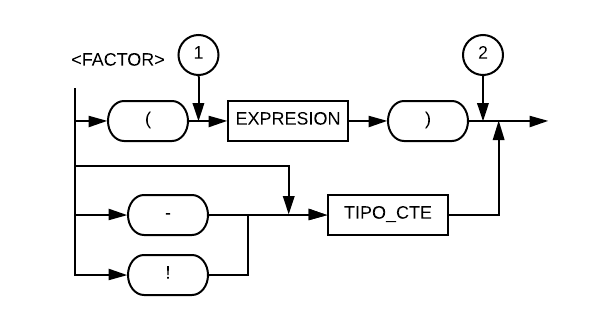 <FACTOR>
1
2
(
EXPRESION
)
-
TIPO_CTE
!